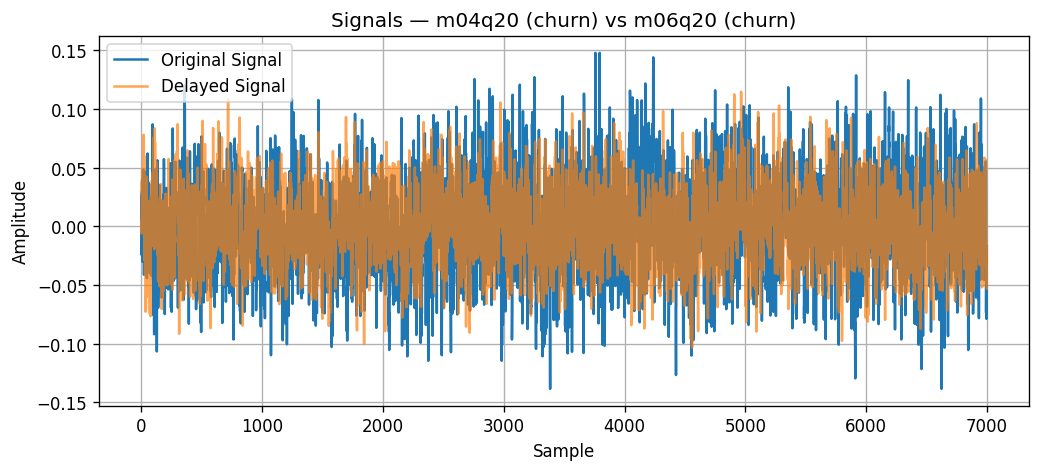 Signals — m04q20 (churn) vs m06q20 (churn)
Original Signal
Delayed Signal
0.15
0.10
0.05
0.00
−0.05
−0.10
−0.15
Amplitude
0 1000 2000 3000 4000 5000 6000 7000
Sample